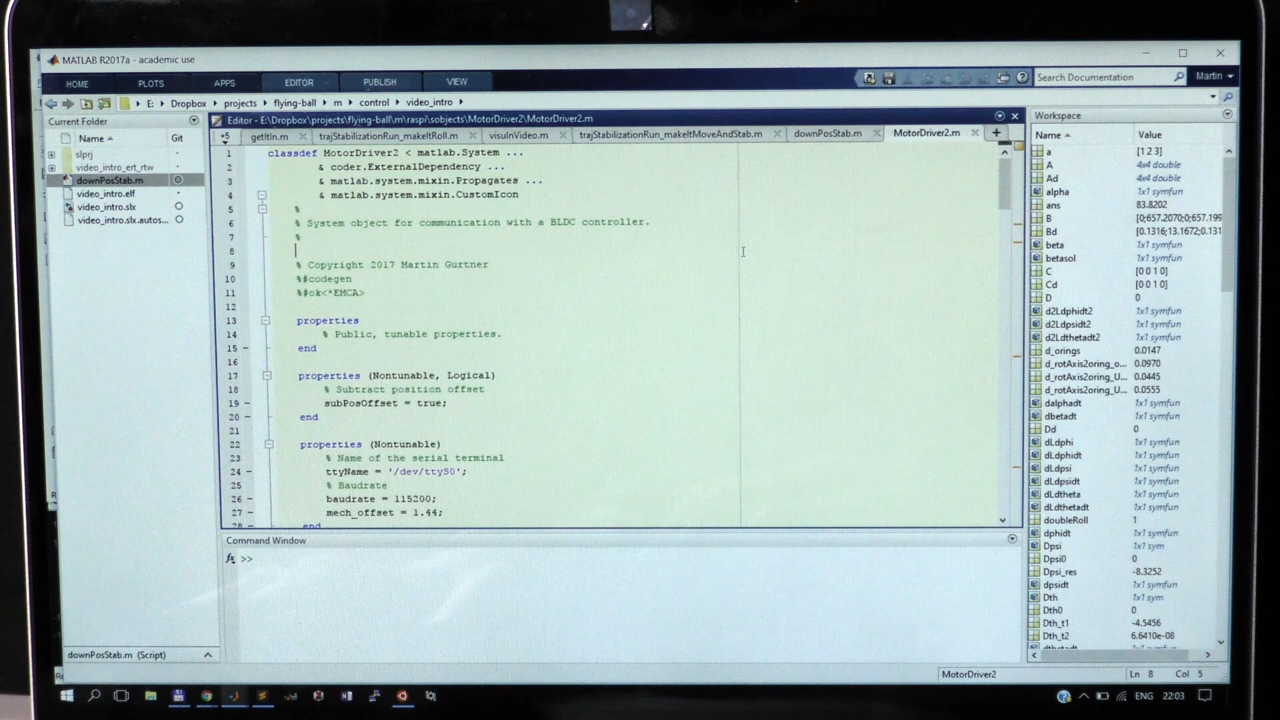 MATLAB R2017a - academic use
HOME PLOTS APPS EDITOR PUBLISH VIEW
Search Documentation Martin
E: Dropbox projects flying-ball m control video_intro
Current Folder
Name Git
slprj
video_intro_ert_rtw
downPosStab.m
video_intro.elf
video_intro.slx
video_intro.slx.autos...
downPosStab.m (Script)
Editor - E:\Dropbox\projects\flying-ball\m\raspi\sobjects\MotorDriver2\MotorDriver2.m
+5 getItIn.m trajStabilizationRun_makeItRoll.m visuInVideo.m trajStabilizationRun_makeItMoveAndStab.m downPosStab.m MotorDriver2.m
1 classdef MotorDriver2 < matlab.System ...
2 & coder.ExternalDependency ...
3 & matlab.system.mixin.Propagates ...
4 & matlab.system.mixin.CustomIcon
5 %
6 % System object for communication with a BLDC controller.
7 %
8
9 % Copyright 2017 Martin Gurtner
10 %#codegen
11 %#ok<*EMCA>
12
13 properties
14 % Public, tunable properties.
15 end
16
17 properties (Nontunable, Logical)
18 % Subtract position offset
19 subPosOffset = true;
20 end
21
22 properties (Nontunable)
23 % Name of the serial terminal
24 ttyName = '/dev/ttyS0';
25 % Baudrate
26 baudrate = 115200;
27 mech_offset = 1.44;
28 end
Command Window
fx >>
Workspace
Name Value
a [1 2 3]
A 4x4 double
Ad 4x4 double
alpha 1x1 symfun
ans 83.8202
B [0;657.2070;0;657.199
Bd [0.1316;13.1672;0.131
beta 1x1 symfun
betasol 1x1 symfun
C [0 0 1 0]
Cd [0 0 1 0]
D 0
d2Ldphidt2 1x1 symfun
d2Ldpsidt2 1x1 symfun
d2Ldthetadt2 1x1 symfun
d_orings 0.0147
d_rotAxis2oring_o... 0.0970
d_rotAxis2oring_U... 0.0445
d_rotAxis2oring_U... 0.0555
dalphadt 1x1 symfun
dbetadt 1x1 symfun
Dd 0
dLdphi 1x1 symfun
dLdphidt 1x1 symfun
dLdpsi 1x1 symfun
dLdpsidt 1x1 symfun
dLdtheta 1x1 symfun
dLdthetadt 1x1 symfun
doubleRoll 1
dphidt 1x1 symfun
Dpsi 1x1 sym
Dpsi0 0
Dpsi_res -8.3252
dpsidt 1x1 symfun
Dth 1x1 sym
Dth0 0
Dth_t1 -4.5456
Dth_t2 6.6410e-08
dthetadt 1x1 symfun
MotorDriver2 Ln 8 Col 5
ENG 22:03